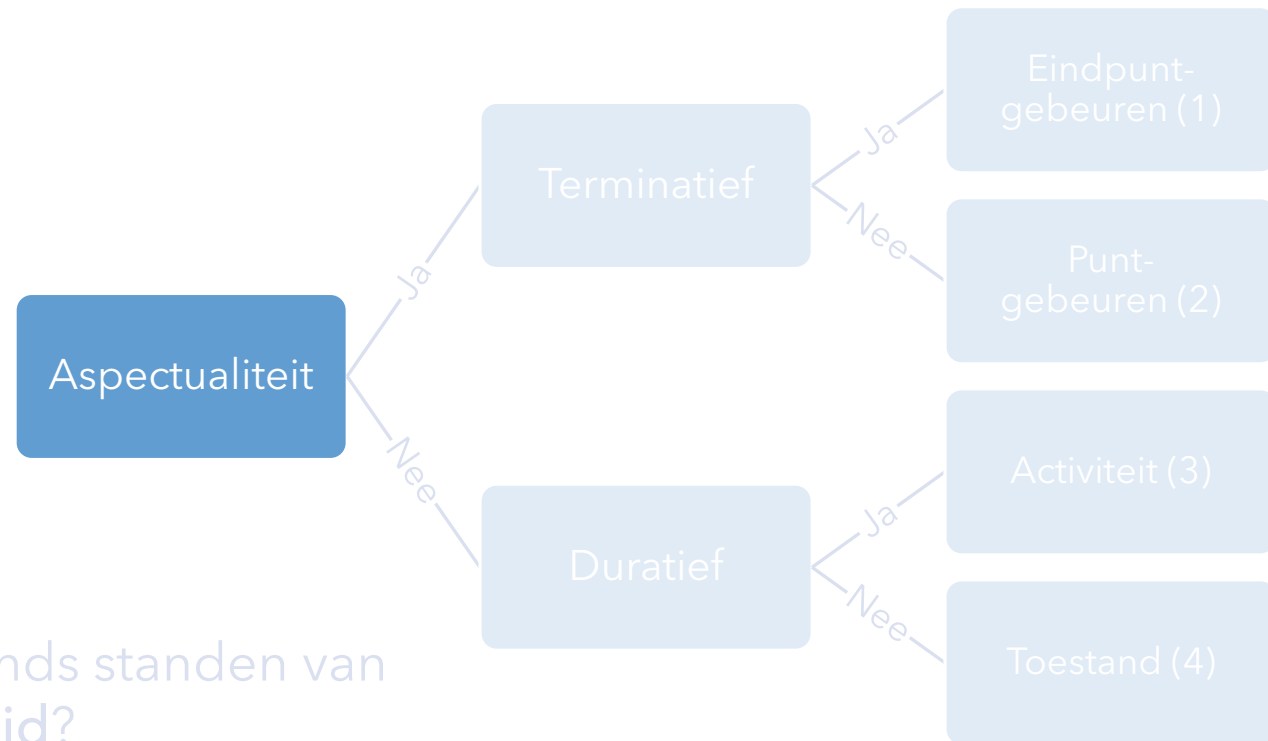 Eindpunt-
gebeuren (1)
Ja
Terminatief
Nee
Punt-
gebeuren (2)
Ja
Aspectualiteit
Nee
Activiteit (3)
Ja
Duratief
Nee
Toestand (4)
standen van